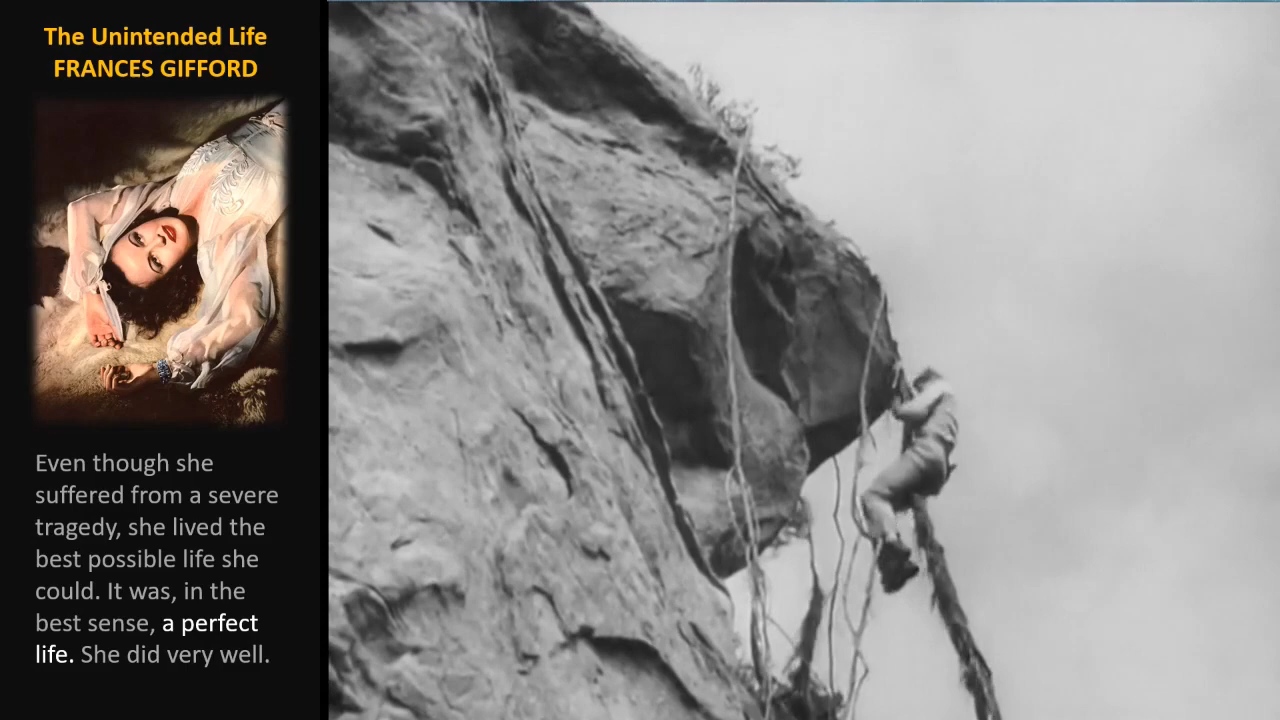 The Unintended Life
FRANCES GIFFORD
Even though she
suffered from a severe
tragedy, she lived the
best possible life she
could. It was, in the
best sense, a perfect
life. She did very well.